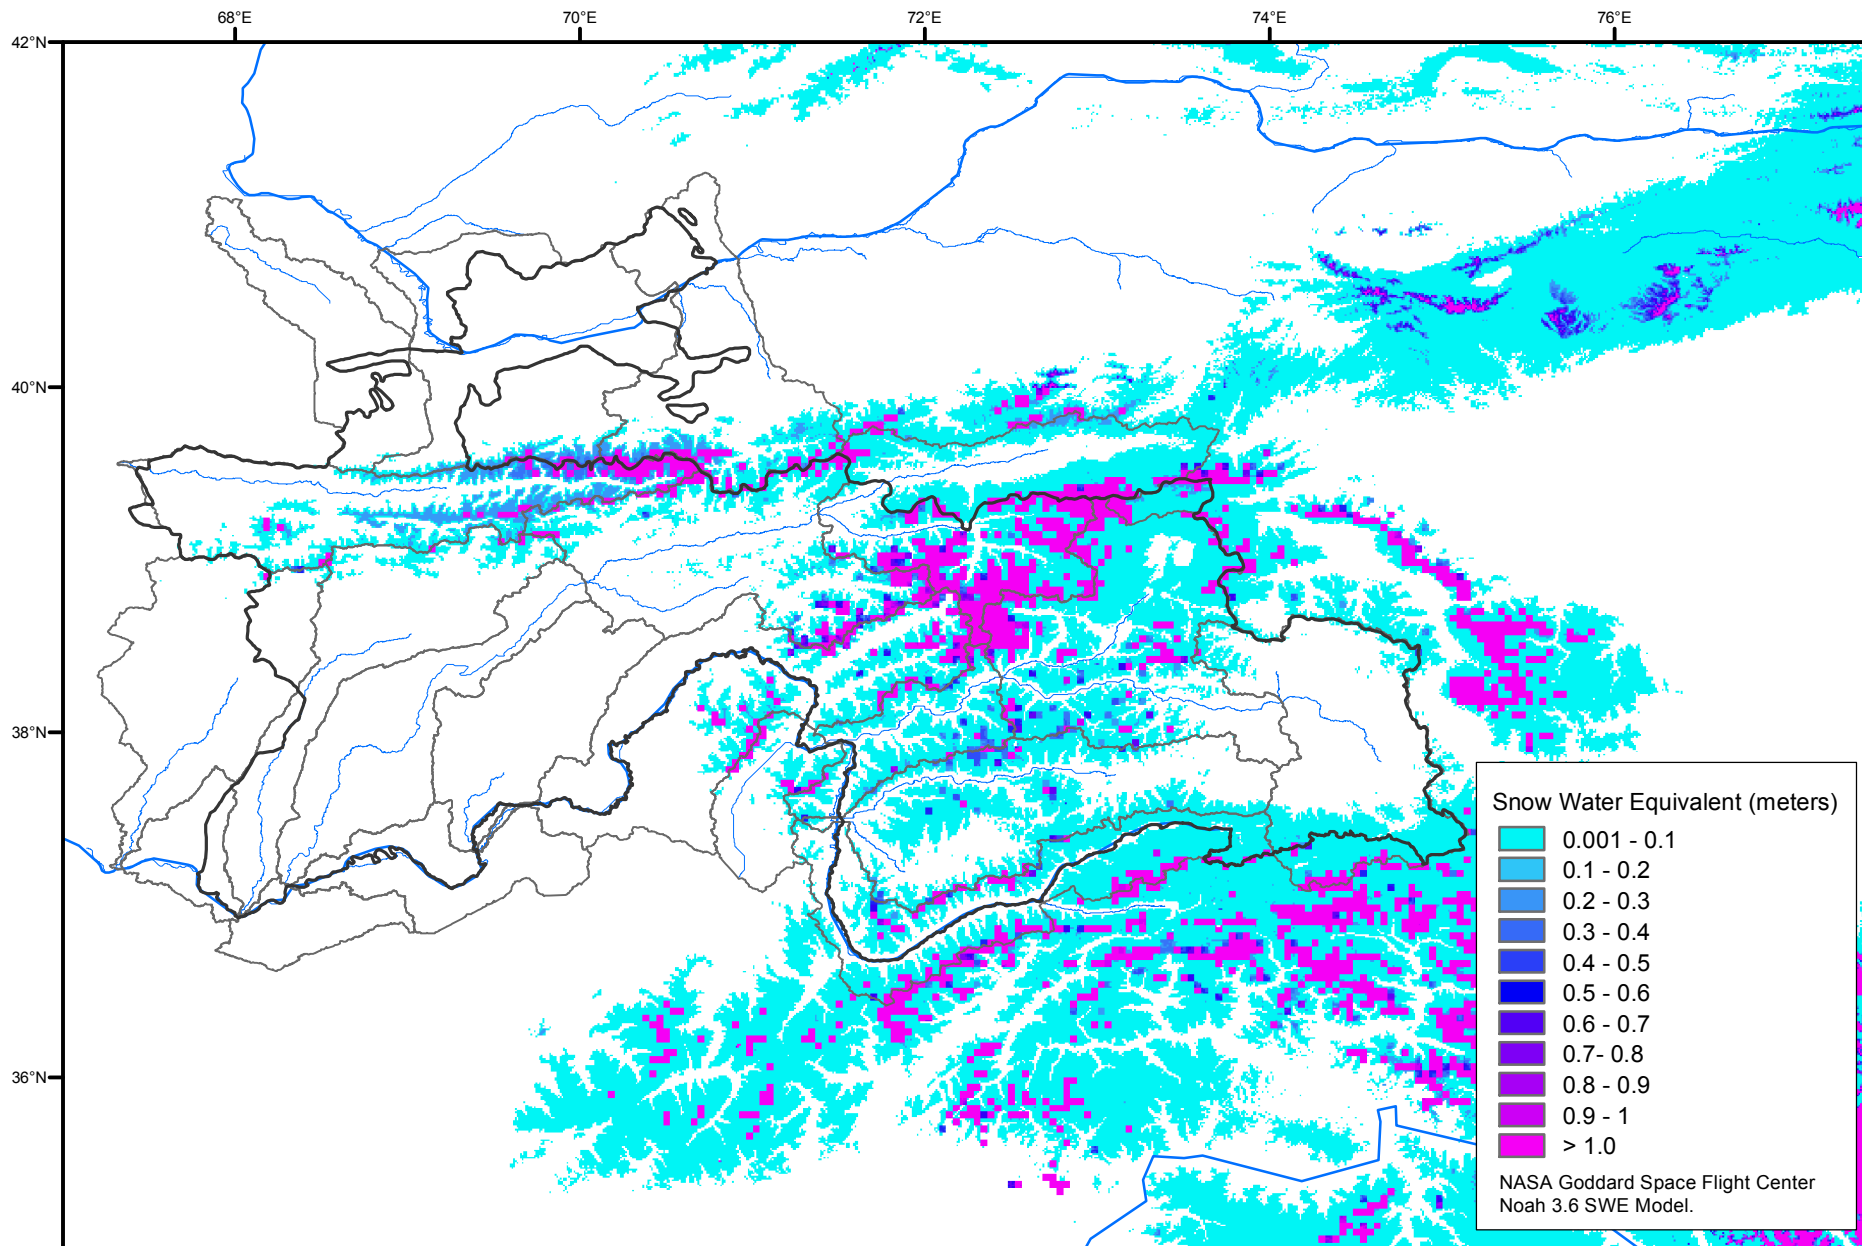 68°E
70°E
72°E
74°E
76°E
42°N
40°N
38°N
36°N
Snow Water Equivalent (meters)
0.001 - 0.1
0.1 - 0.2
0.2 - 0.3
0.3 - 0.4
0.4 - 0.5
0.5 - 0.6
0.6 - 0.7
0.7- 0.8
0.8 - 0.9
0.9 - 1
> 1.0
NASA Goddard Space Flight Center
Noah 3.6 SWE Model.